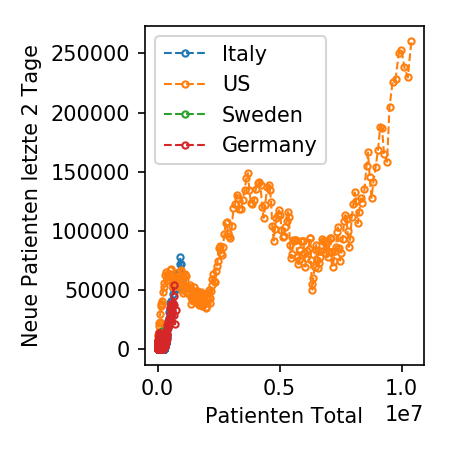 Neue Patienten letzte 2 Tage
250000
200000
150000
100000
50000
0
Italy
US
Sweden
Germany
0.0
0.5
1.0
1e7
Patienten Total